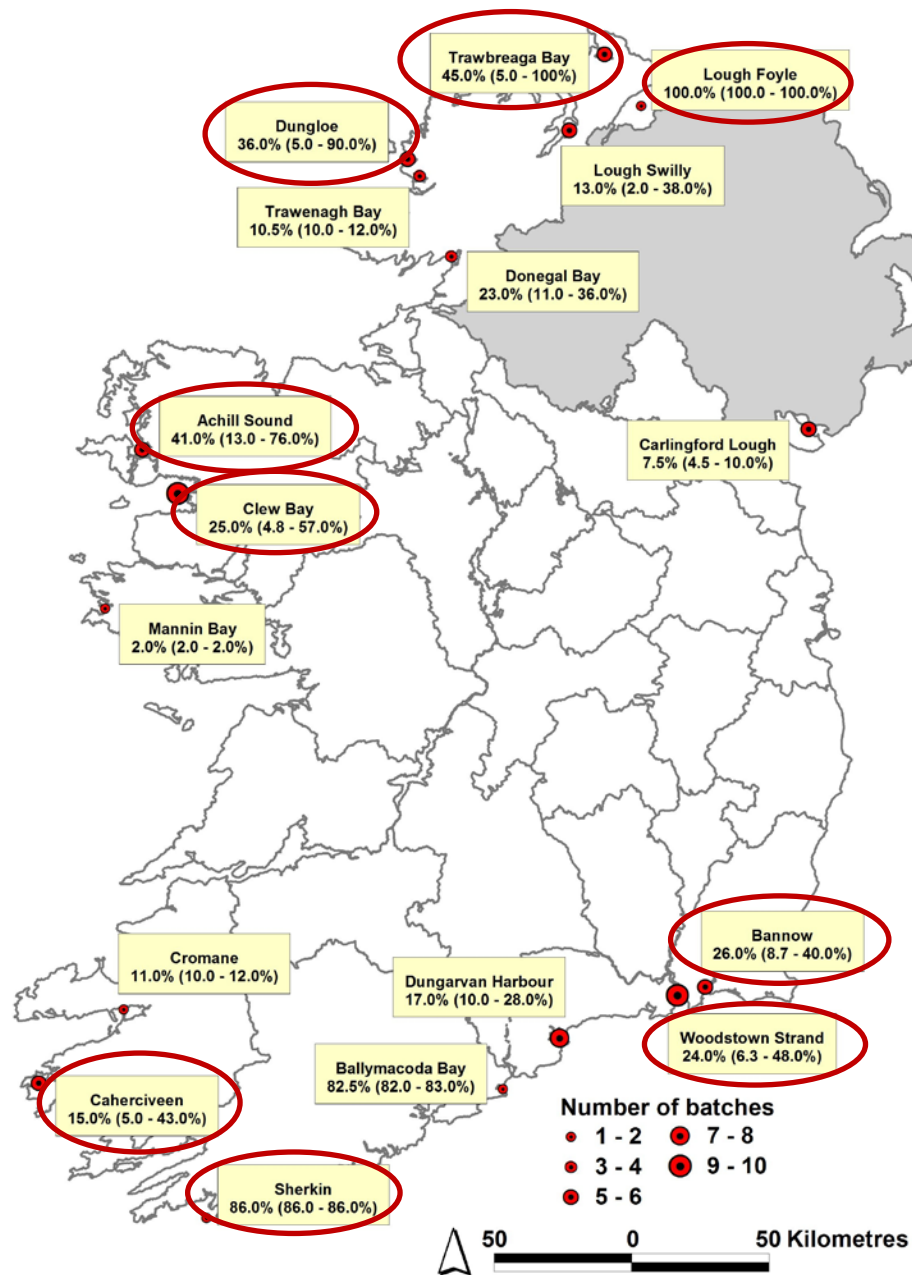 Trawbreaga Bay
45.0% (5.0 - 100%)
Lough Foyle
100.0% (100.0 - 100.0%)
Dungloe
36.0% (5.0 - 90.0%)
Lough Swilly
13.0% (2.0 - 38.0%)
Trawenagh Bay
10.5% (10.0 - 12.0%)
Donegal Bay
23.0% (11.0 - 36.0%)
Achill Sound
41.0% (13.0 - 76.0%)
Carlingford Lough
7.5% (4.5 - 10.0%)
Clew Bay
25.0% (4.8 - 57.0%)
Mannin Bay
2.0% (2.0 - 2.0%)
Bannow
26.0% (8.7 - 40.0%)
Cromane
11.0% (10.0 - 12.0%)
Dungarvan Harbour
17.0% (10.0 - 28.0%)
Woodstown Strand
24.0% (6.3 - 48.0%)
Ballymacoda Bay
82.5% (82.0 - 83.0%)
Caherciveen
15.0% (5.0 - 43.0%)
Sherkin
86.0% (86.0 - 86.0%)
Number of batches
1 - 2
7 - 8
3 - 4
9 - 10
5 - 6
50 0 50 Kilometres